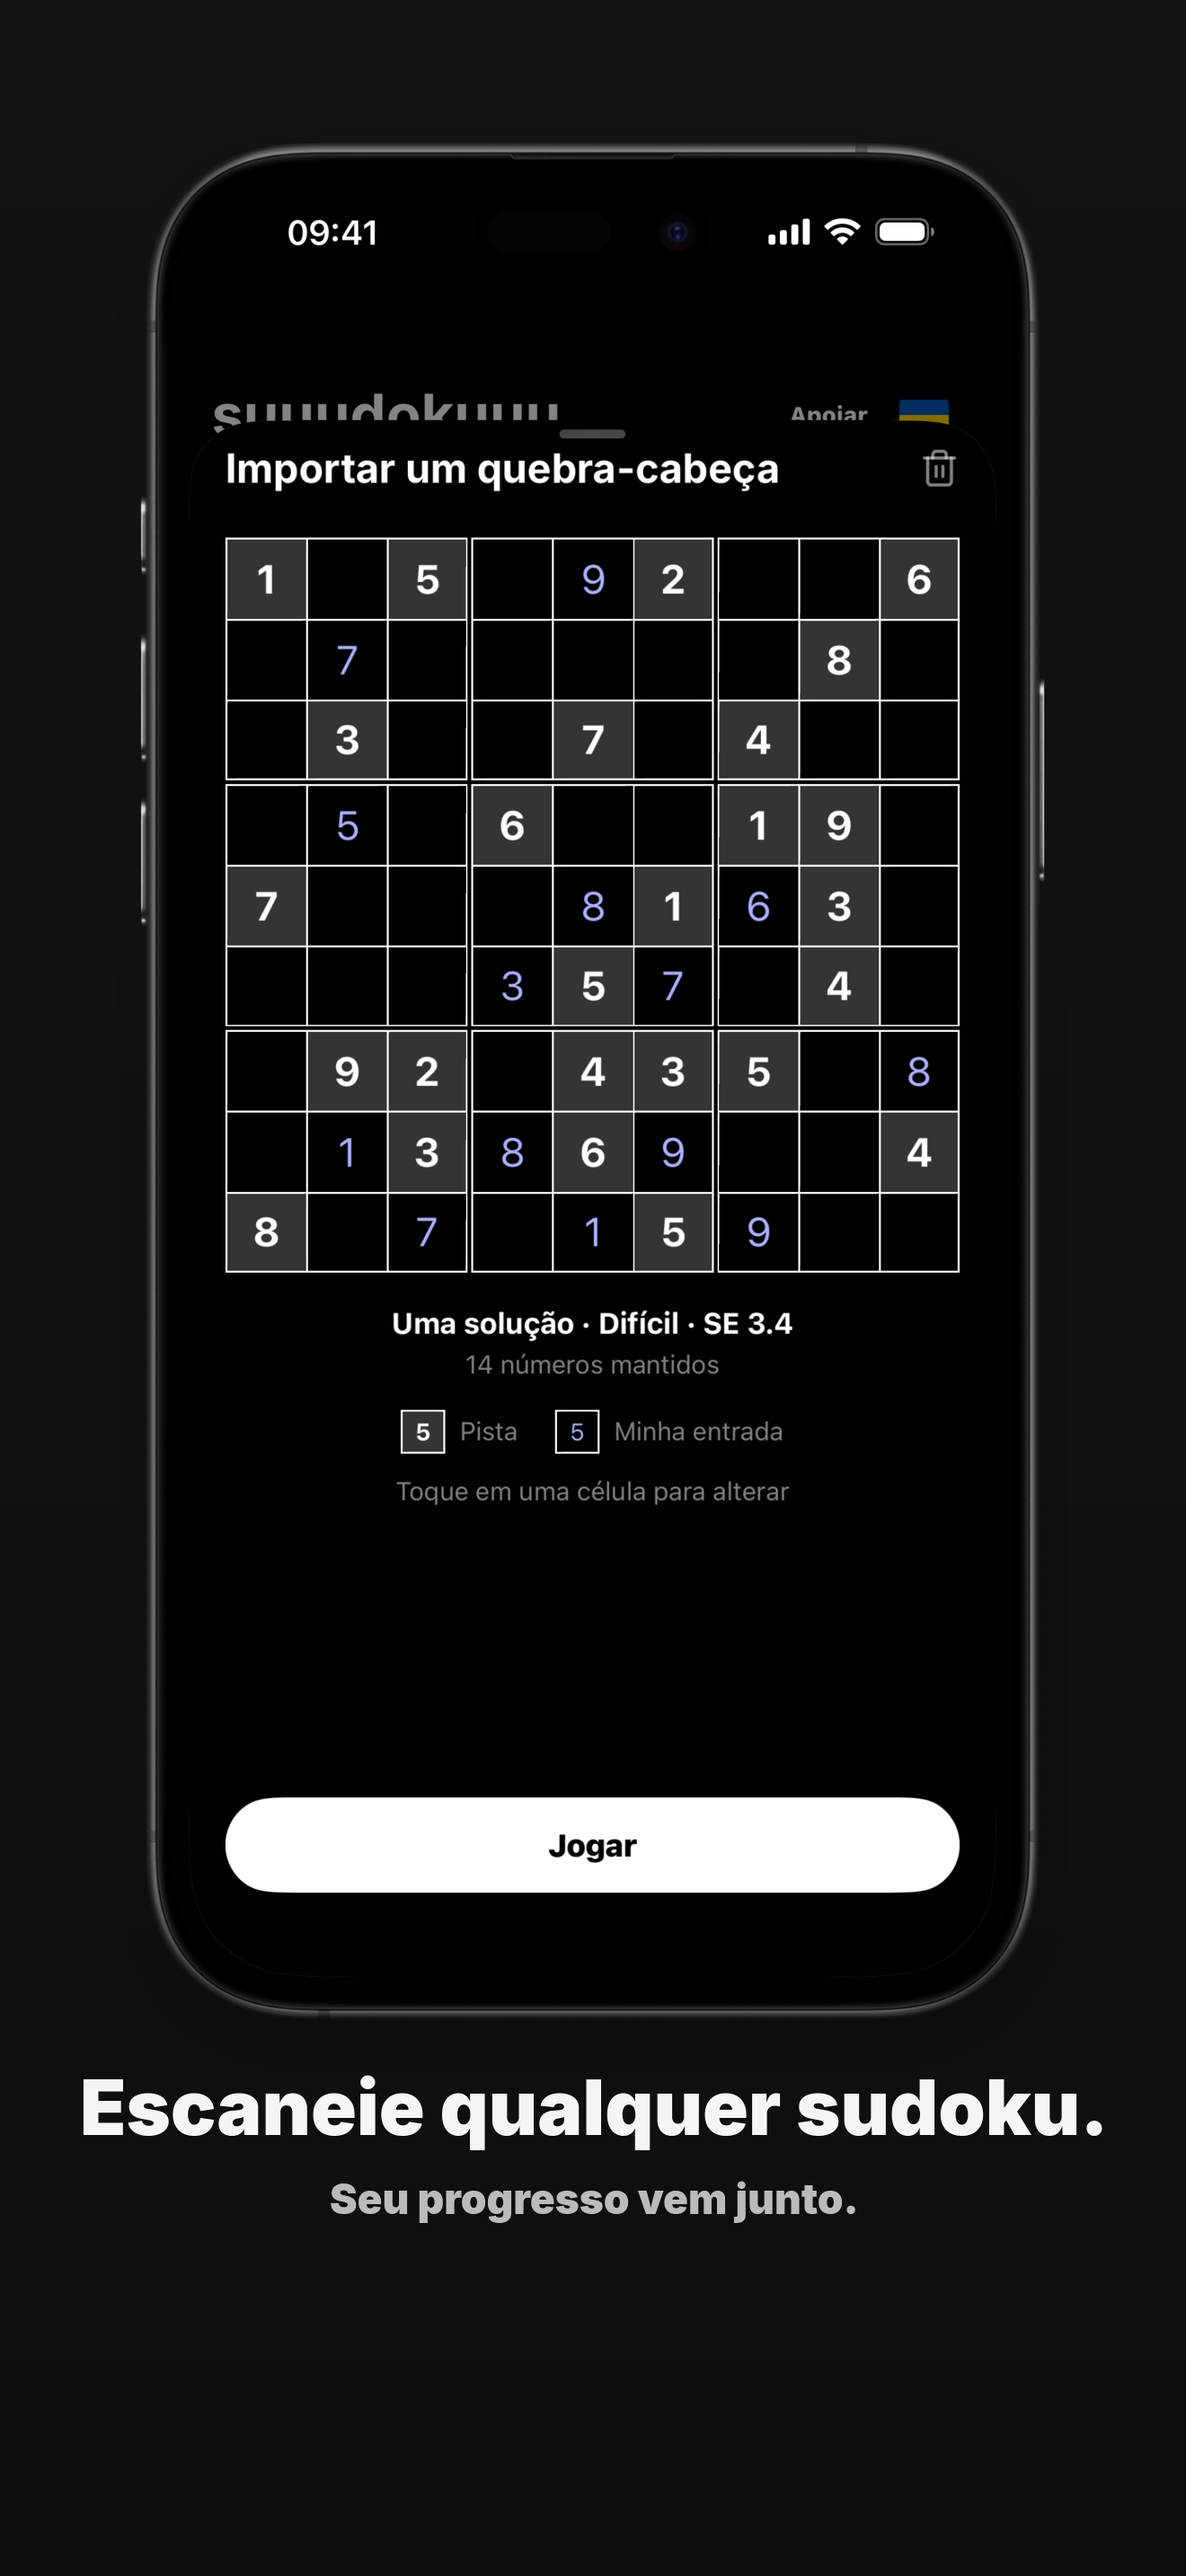 09:41
suuudokuuu Apoiar
Importar um quebra-cabeça
1 5 9 2 6
7 8
3 7 4
5 6 1 9
7 8 1 6 3
3 5 7 4
9 2 4 3 5 8
1 3 8 6 9 4
8 7 1 5 9
Uma solução · Difícil · SE 3.4
14 números mantidos
5 Pista 5 Minha entrada
Toque em uma célula para alterar
Jogar
Escaneie qualquer sudoku.
Seu progresso vem junto.